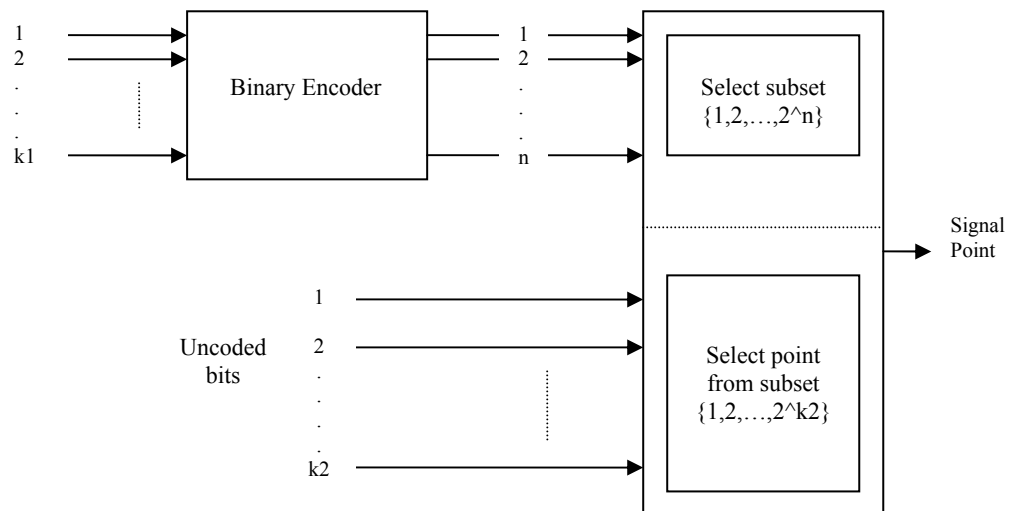 1
2
.
.
.
k1
Binary Encoder
1
2
.
.
.
n
Select subset
{1,2,…,2^n}
Signal
Point
Uncoded
bits
1
2
.
.
.
.
k2
Select point
from subset
{1,2,…,2^k2}